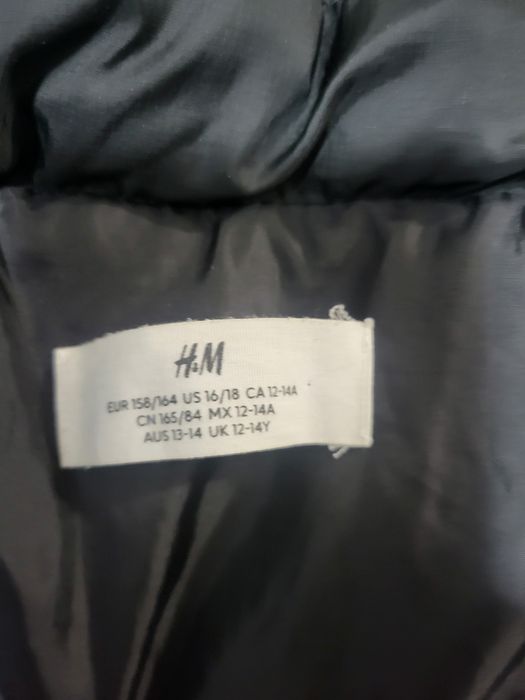 H&M
EUR 158/164 US 16/18 CA 12-14A
CN 165/84 MX 12-14A
AUS 13-14 UK 12-14Y